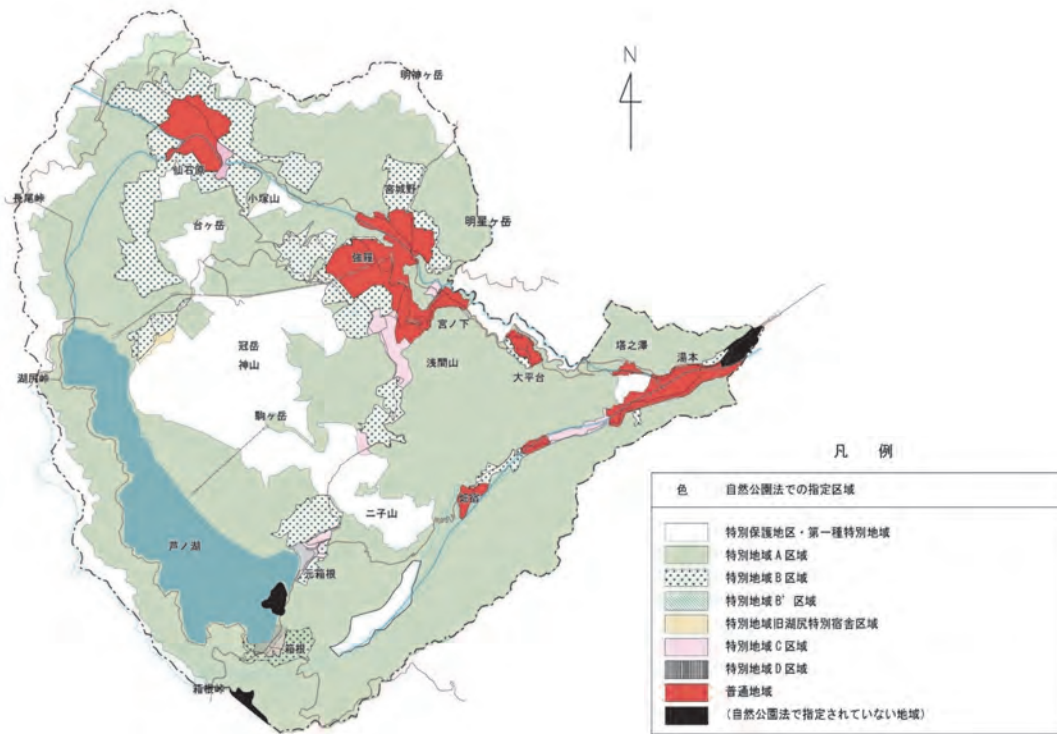 N
明神ヶ岳
仙石原
宮城野
長尾峠
小塚山
台ヶ岳
明星ヶ岳
強羅
宮ノ下
冠岳
神山
浅間山
大平台
塔之澤
湯本
湖尻峠
駒ヶ岳
二子山
芦ノ湖
元箱根
箱根
箱根峠
凡 例
色 自然公園法での指定区域
特別保護地区・第一種特別地域
特別地域A区域
特別地域B区域
特別地域B'区域
特別地域旧湖尻特別宿舎区域
特別地域C区域
特別地域D区域
普通地域
(自然公園法で指定されていない地域)